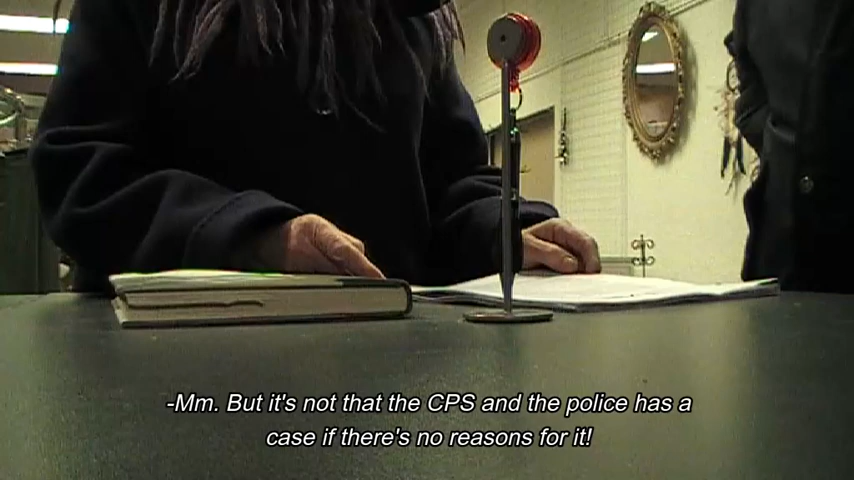 -Mm. But it's not that the CPS and the police has a
case if there's no reasons for it!